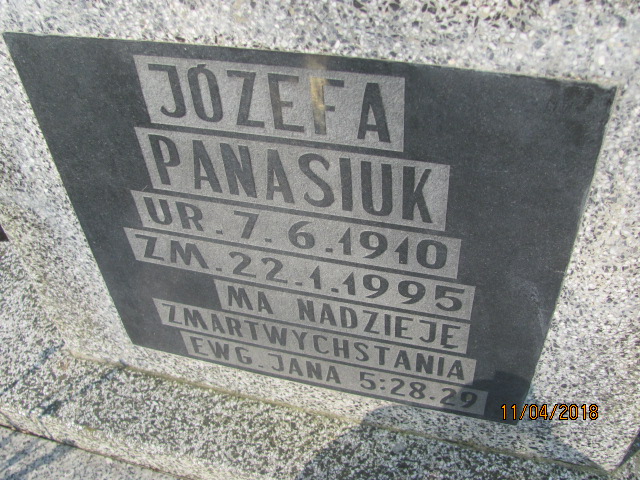 JÓZEFA
PANASIUK
UR. 7. 6. 1910
ZM. 22. 1. 1995
MA NADZIEJĘ
ZMARTWYCHSTANIA
EWG. JANA 5:28.29
11/04/2018